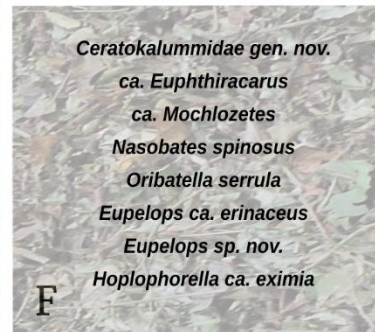 Ceratokalummidae gen. nov.
ca. Euphthiracarus
ca. Mochlozetes
Nasobates spinosus
Oribatella serrula
Eupelops ca. erinaceus
Eupelops sp. nov.
Hoplophorella ca. eximia
F